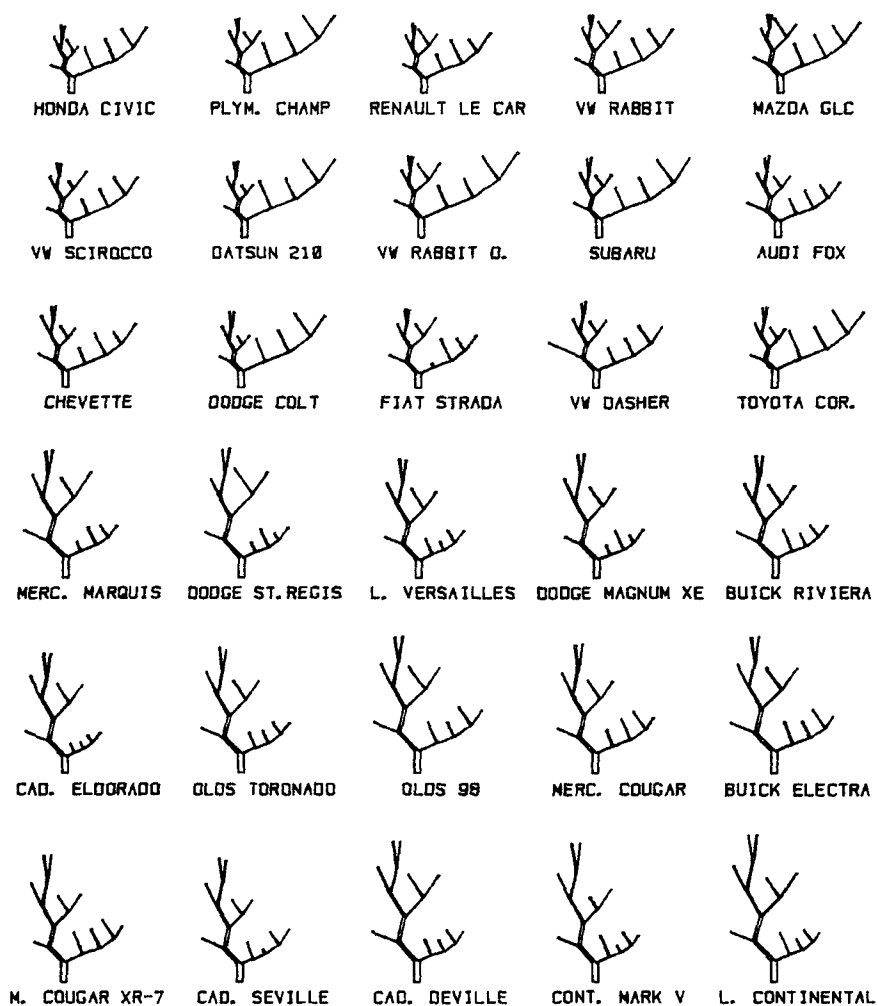 HONDA CIVIC PLYM. CHAMP RENAULT LE CAR VW RABBIT MAZDA GLC
VW SCIROCCO DATSUN 210 VW RABBIT D. SUBARU AUDI FOX
CHEVETTE DODGE COLT FIAT STRADA VW DASHER TOYOTA COR.
MERC. MARQUIS DODGE ST.REGIS L. VERSAILLES DODGE MAGNUM XE BUICK RIVIERA
CAD. ELDORADO OLDS TORONADO OLDS 98 MERC. COUGAR BUICK ELECTRA
M. COUGAR XR-7 CAD. SEVILLE CAD. DEVILLE CONT. MARK V L. CONTINENTAL